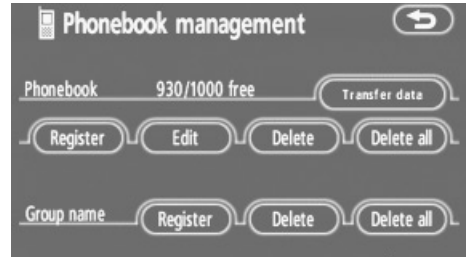 Phonebook management
Phonebook 930/1000 free Transfer data
Register Edit Delete Delete all
Group name Register Delete Delete all